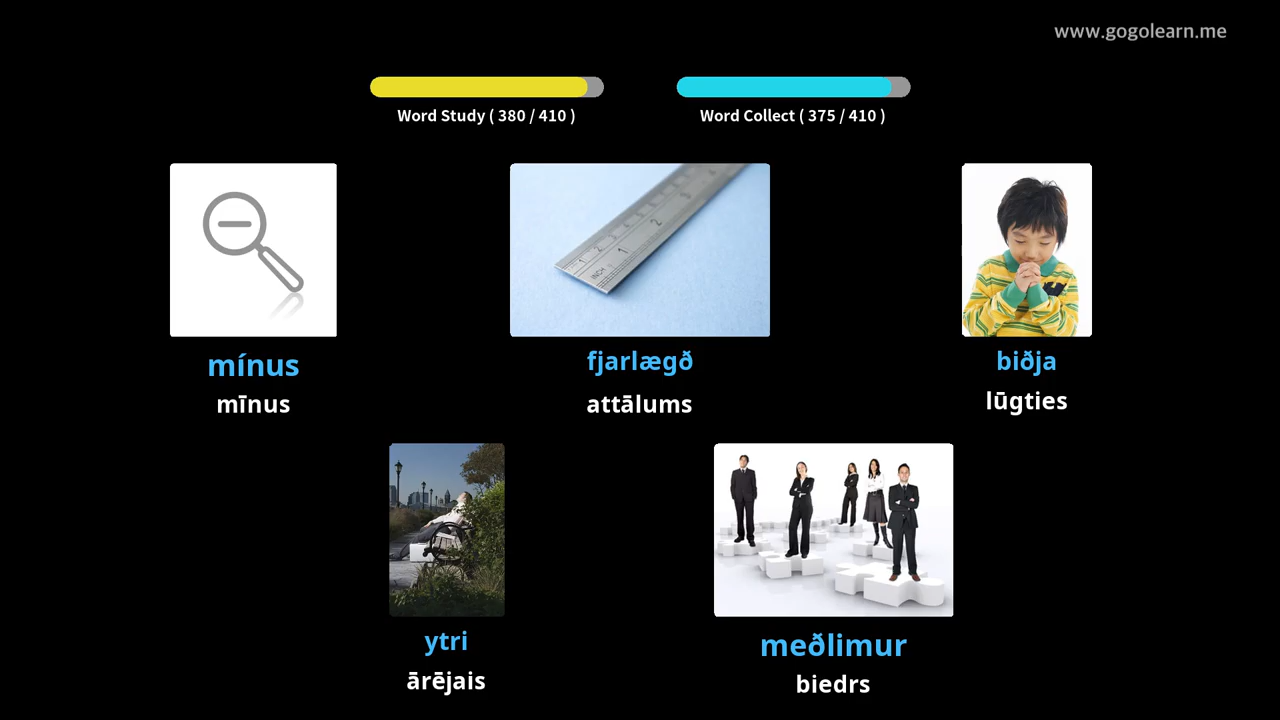 www.gogolearn.me
Word Study ( 380 / 410 )
Word Collect ( 375 / 410 )
mínus
mīnus
fjarlægð
attālums
biðja
lūgties
ytri
ārējais
meðlimur
biedrs